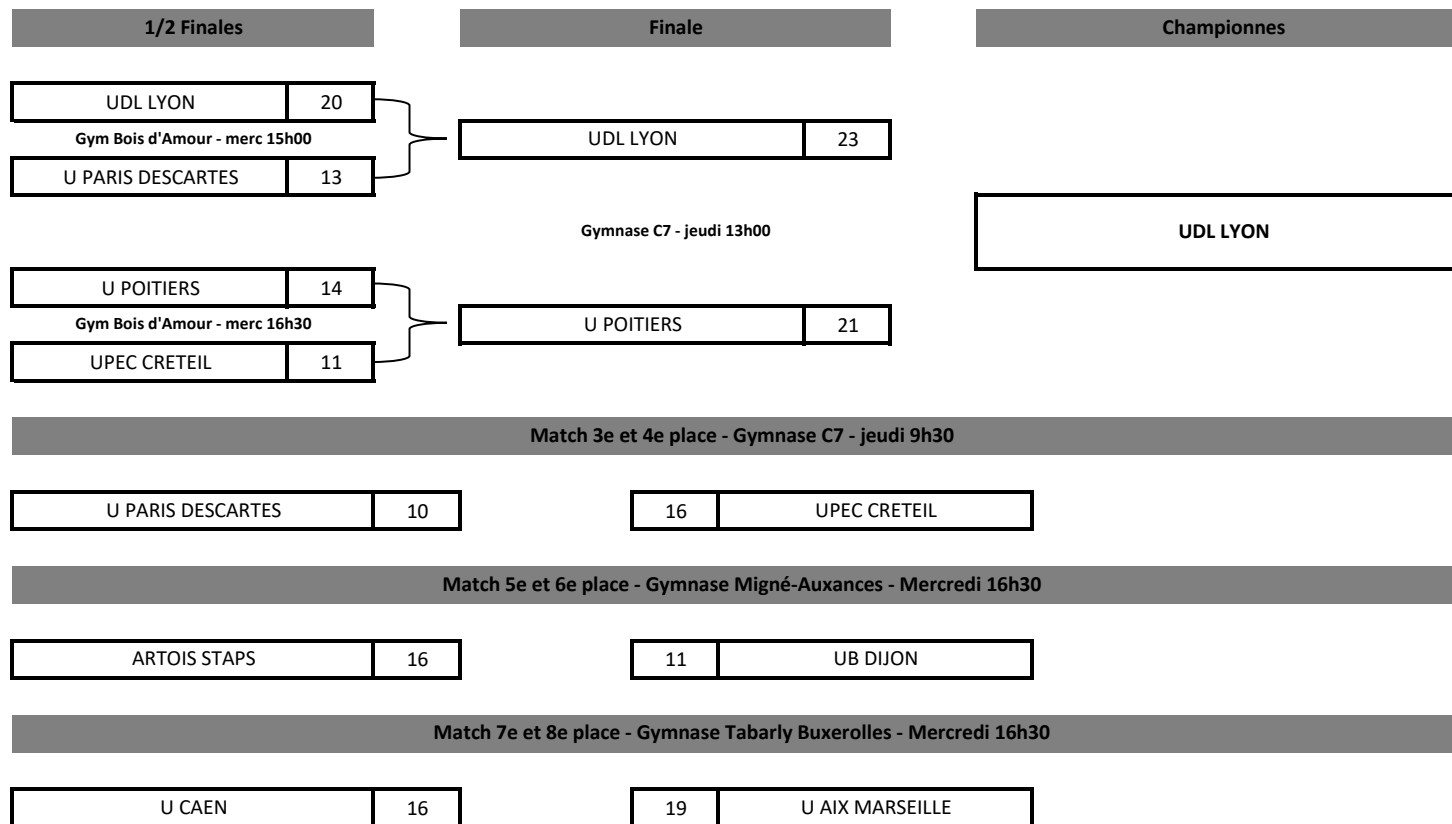 1/2 Finales Finale Championnes
UDL LYON 20
Gym Bois d'Amour - merc 15h00
UDL LYON 23
U PARIS DESCARTES 13
Gymnase C7 - jeudi 13h00 UDL LYON
U POITIERS 14
Gym Bois d'Amour - merc 16h30
U POITIERS 21
UPEC CRETEIL 11
Match 3e et 4e place - Gymnase C7 - jeudi 9h30
U PARIS DESCARTES 10 16 UPEC CRETEIL
Match 5e et 6e place - Gymnase Migné-Auxances - Mercredi 16h30
ARTOIS STAPS 16 11 UB DIJON
Match 7e et 8e place - Gymnase Tabarly Buxerolles - Mercredi 16h30
U CAEN 16 19 U AIX MARSEILLE